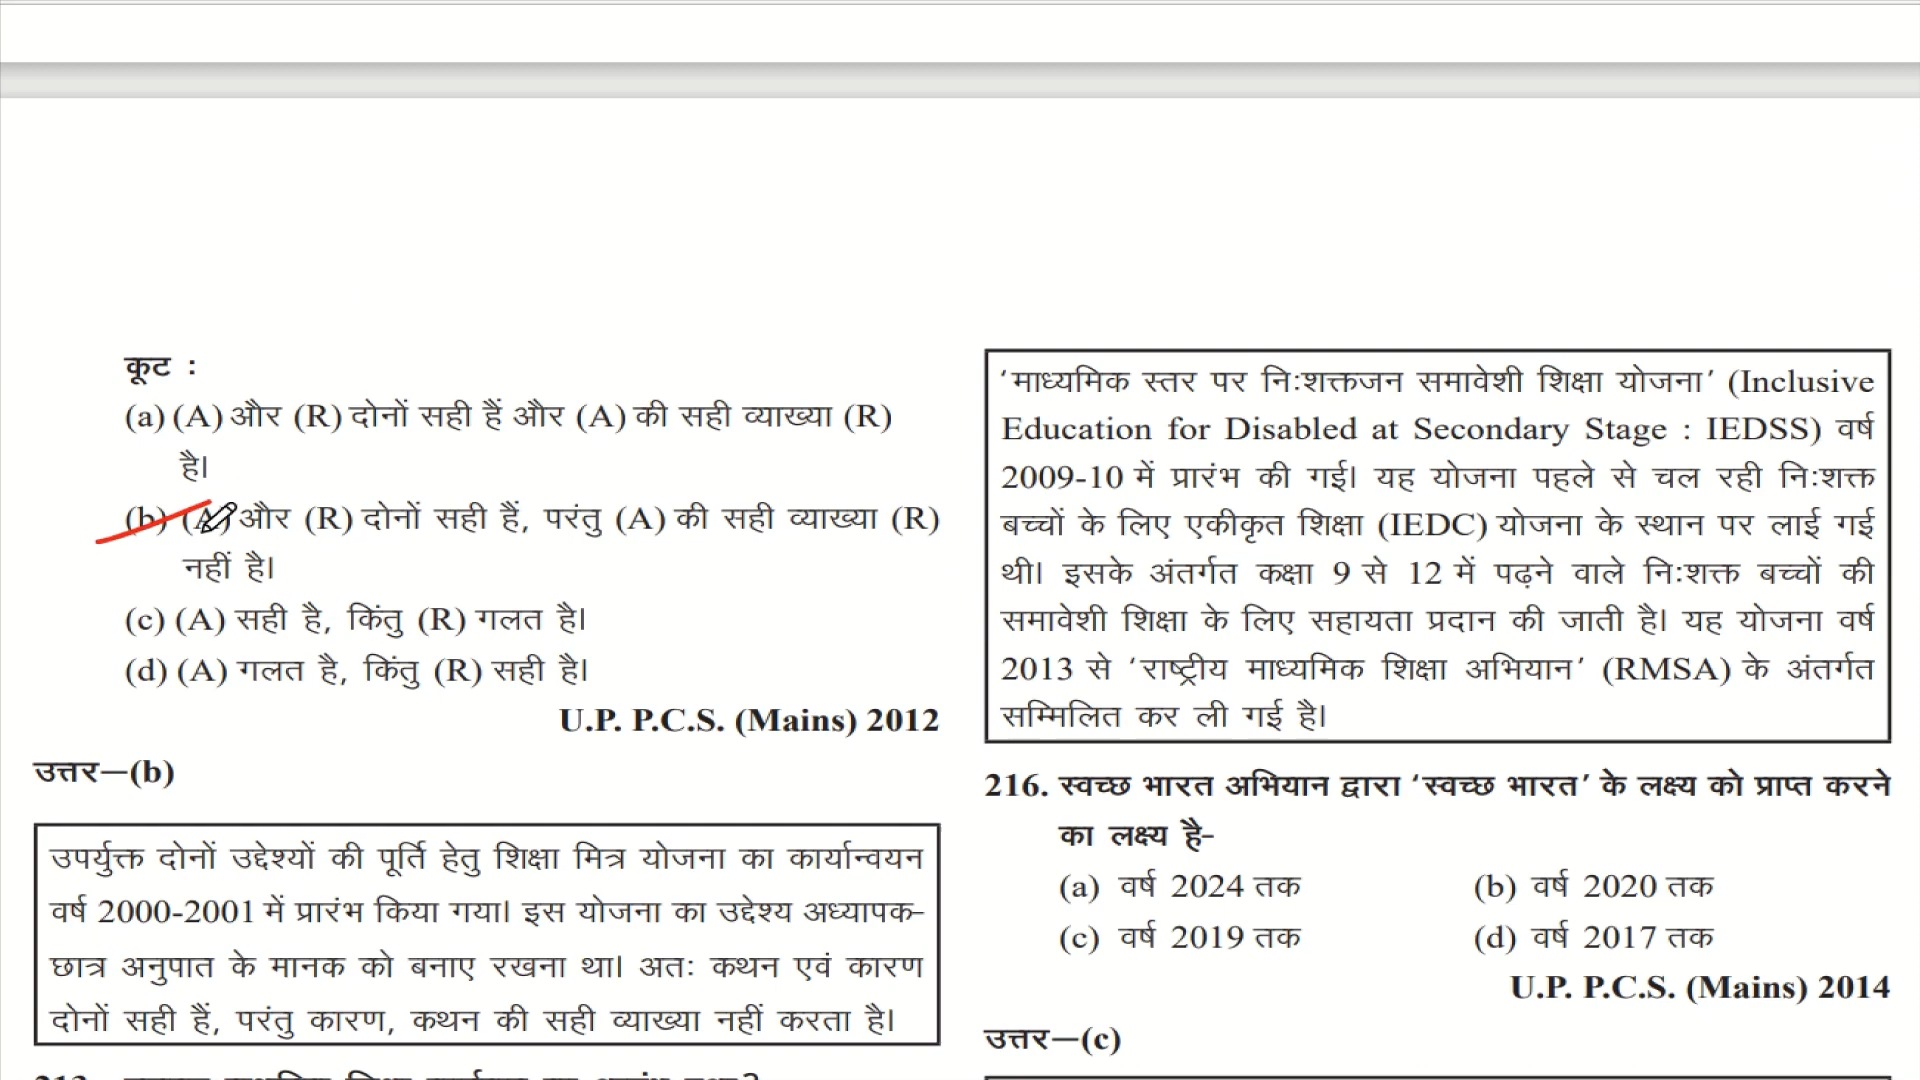 कूट :
(a) (A) और (R) दोनों सही हैं और (A) की सही व्याख्या (R)
है।
(b) (A) और (R) दोनों सही हैं, परंतु (A) की सही व्याख्या (R)
नहीं है।
(c) (A) सही है, किंतु (R) गलत है।
(d) (A) गलत है, किंतु (R) सही है।
U.P. P.C.S. (Mains) 2012
उत्तर—(b)
उपर्युक्त दोनों उद्देश्यों की पूर्ति हेतु शिक्षा मित्र योजना का कार्यान्वयन
वर्ष 2000-2001 में प्रारंभ किया गया। इस योजना का उद्देश्य अध्यापक-
छात्र अनुपात के मानक को बनाए रखना था। अतः कथन एवं कारण
दोनों सही हैं, परंतु कारण, कथन की सही व्याख्या नहीं करता है।
‘माध्यमिक स्तर पर निःशक्तजन समावेशी शिक्षा योजना’ (Inclusive
Education for Disabled at Secondary Stage : IEDSS) वर्ष
2009-10 में प्रारंभ की गई। यह योजना पहले से चल रही निःशक्त
बच्चों के लिए एकीकृत शिक्षा (IEDC) योजना के स्थान पर लाई गई
थी। इसके अंतर्गत कक्षा 9 से 12 में पढ़ने वाले निःशक्त बच्चों की
समावेशी शिक्षा के लिए सहायता प्रदान की जाती है। यह योजना वर्ष
2013 से ‘राष्ट्रीय माध्यमिक शिक्षा अभियान’ (RMSA) के अंतर्गत
सम्मिलित कर ली गई है।
216. स्वच्छ भारत अभियान द्वारा ‘स्वच्छ भारत’ के लक्ष्य को प्राप्त करने
का लक्ष्य है-
(a) वर्ष 2024 तक (b) वर्ष 2020 तक
(c) वर्ष 2019 तक (d) वर्ष 2017 तक
U.P. P.C.S. (Mains) 2014
उत्तर—(c)